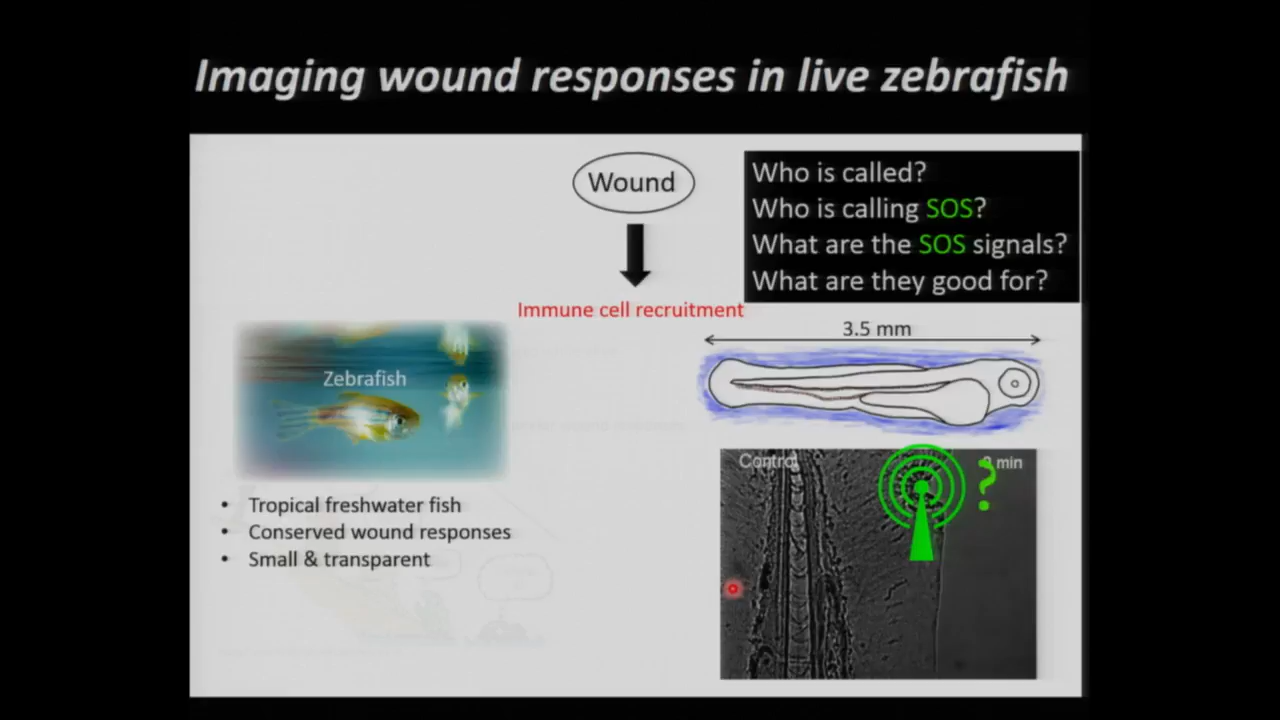 Imaging wound responses in live zebrafish
Wound
Immune cell recruitment
Who is called?
Who is calling SOS?
What are the SOS signals?
What are they good for?
Zebrafish
• Tropical freshwater fish
• Conserved wound responses
• Small & transparent
3.5 mm
Control
min
?